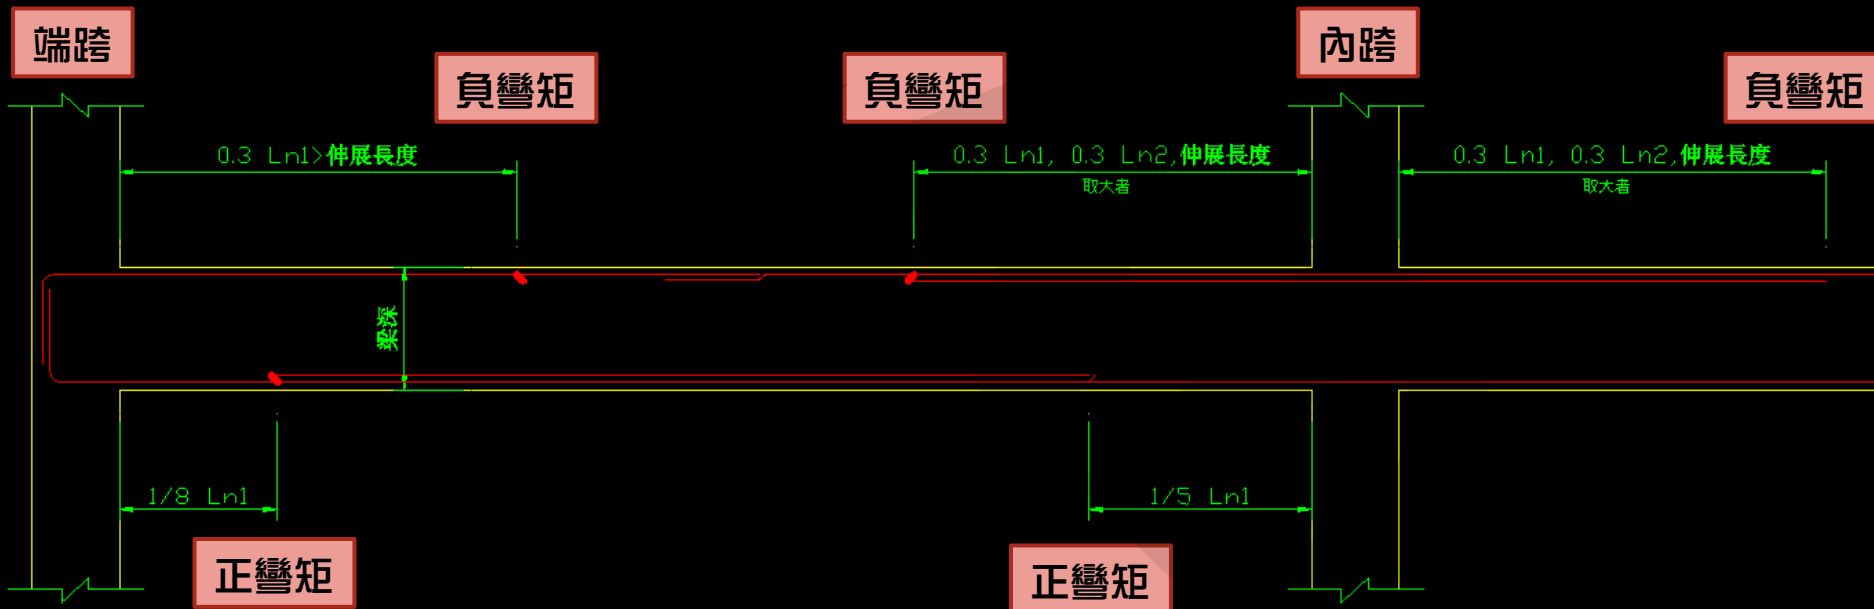 端跨
內跨
負彎矩
負彎矩
負彎矩
0.3 Ln1>伸展長度
0.3 Ln1, 0.3 Ln2,伸展長度
取大者
0.3 Ln1, 0.3 Ln2,伸展長度
取大者
梁深
1/8 Ln1
1/5 Ln1
正彎矩
正彎矩